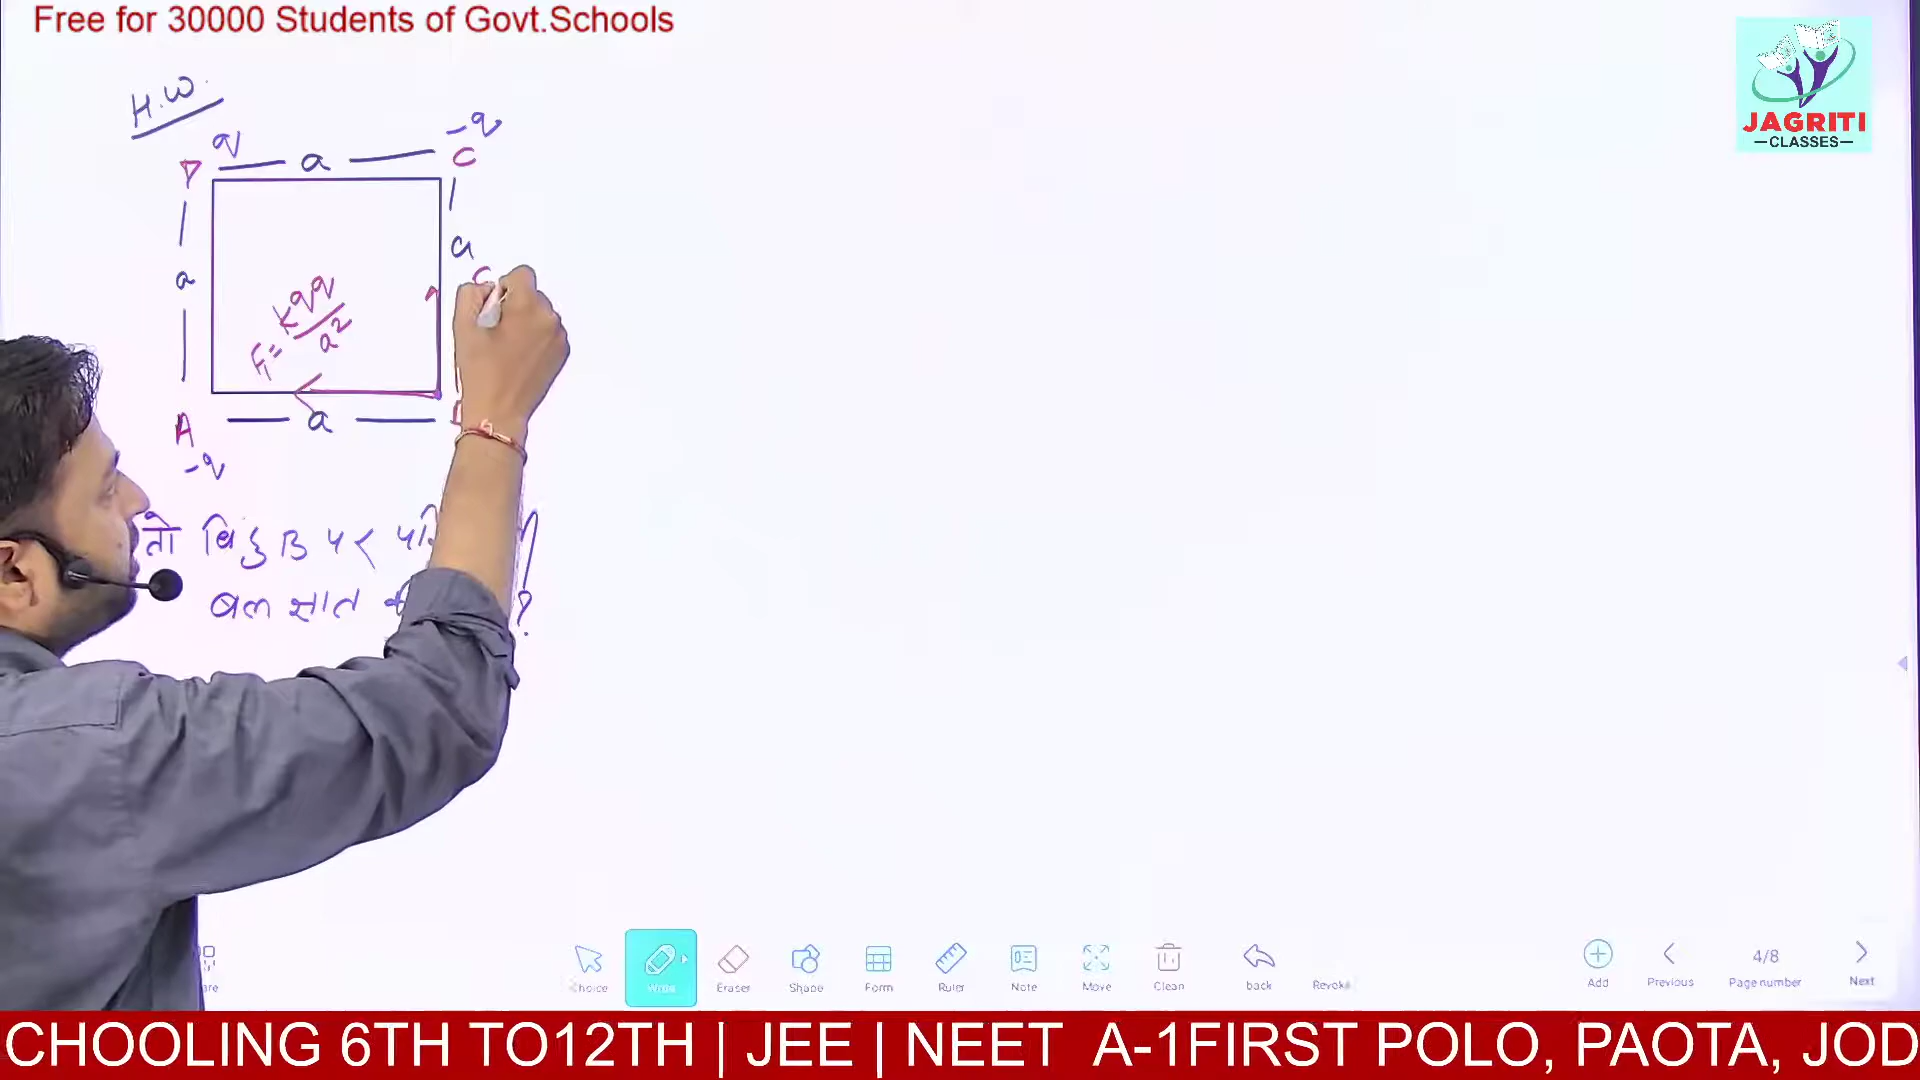 Free for 30000 Students of Govt.Schools
JAGRITI
CLASSES
H.W.
q
-q
D
a
C
a
a
F₁ = kqq/a²
A
a
-q
तो बिंदु B पर
बल ज्ञात ?
Choice
Write
Eraser
Shape
Form
Ruler
Note
Move
Clean
back
Revoke
Add
Previous
4/8
Page number
Next
CHOOLING 6TH TO12TH | JEE | NEET A-1FIRST POLO, PAOTA, JOD